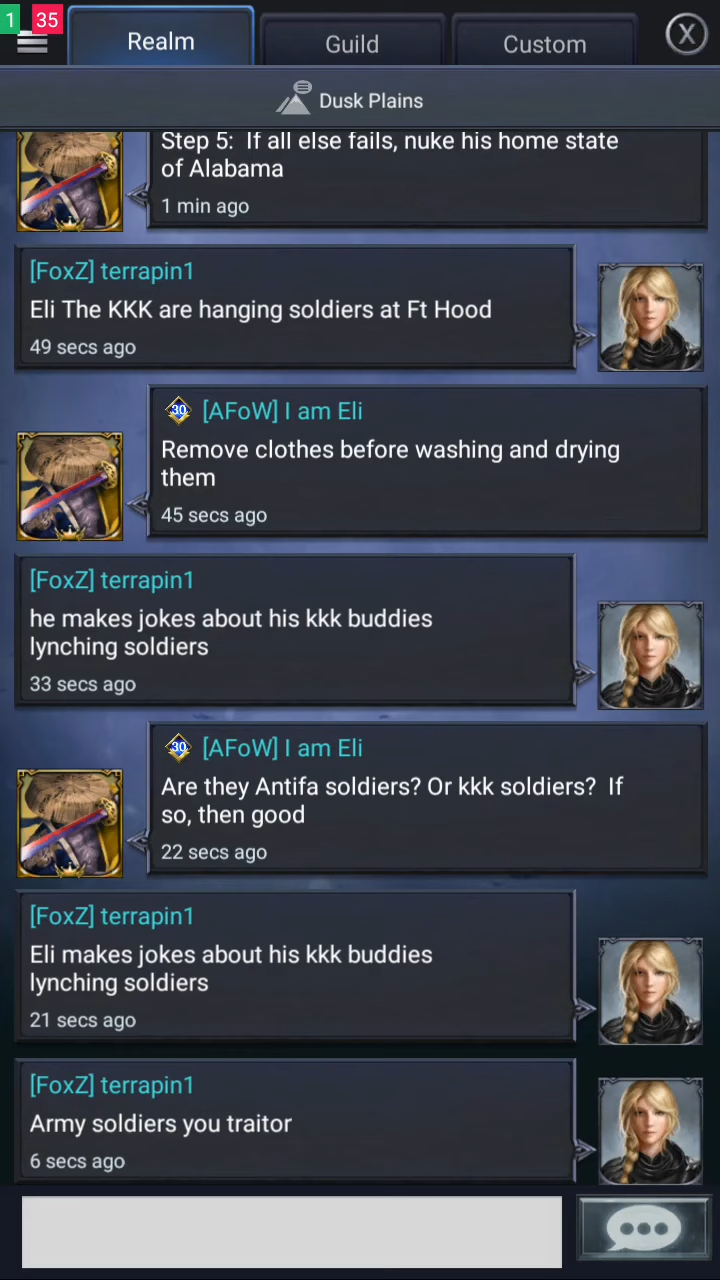 1 35
Realm Guild Custom X
Dusk Plains
Step 5:  If all else fails, nuke his home state
of Alabama
1 min ago
[FoxZ] terrapin1
Eli The KKK are hanging soldiers at Ft Hood
49 secs ago
30 [AFoW] I am Eli
Remove clothes before washing and drying
them
45 secs ago
[FoxZ] terrapin1
he makes jokes about his kkk buddies
lynching soldiers
33 secs ago
30 [AFoW] I am Eli
Are they Antifa soldiers? Or kkk soldiers?  If
so, then good
22 secs ago
[FoxZ] terrapin1
Eli makes jokes about his kkk buddies
lynching soldiers
21 secs ago
[FoxZ] terrapin1
Army soldiers you traitor
6 secs ago